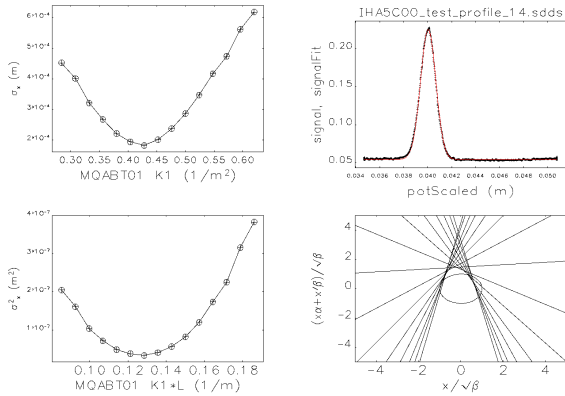 6×10⁻⁴
5×10⁻⁴
4×10⁻⁴
3×10⁻⁴
2×10⁻⁴
σₓ (m)
0.30 0.35 0.40 0.45 0.50 0.55 0.60
MQABT01 K1 (1/m²)
IHA5C00_test_profile_14.sdds
0.20
0.15
0.10
0.05
signal, signalFit
0.034 0.036 0.038 0.040 0.042 0.044 0.046 0.048 0.050
potScaled (m)
4×10⁻⁷
3×10⁻⁷
2×10⁻⁷
1×10⁻⁷
σ²ₓ (m²)
0.10 0.12 0.14 0.16 0.18
MQABT01 K1*L (1/m)
4
2
0
−2
−4
(xα+x'β)/√β
−4 −2 0 2 4
x/√β